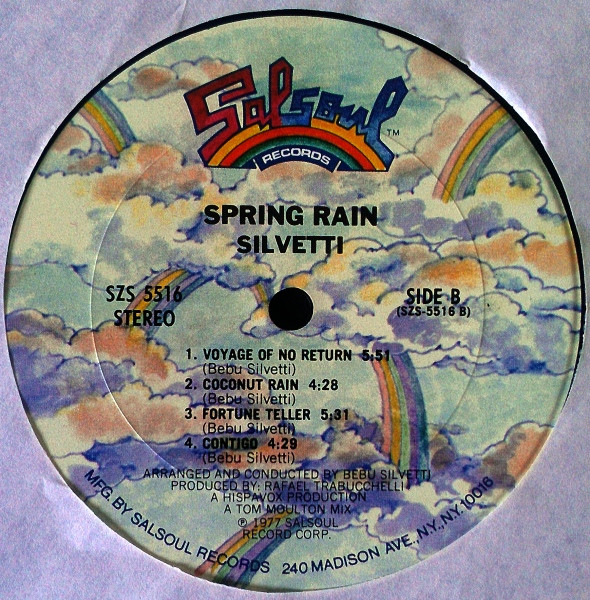 Salsoul TM
RECORDS
SPRING RAIN
SILVETTI
SZS 5516
STEREO
SIDE B
(SZS-5516 B)
1. VOYAGE OF NO RETURN 5:51
(Bebu Silvetti)
2. COCONUT RAIN 4:28
(Bebu Silvetti)
3. FORTUNE TELLER 5:31
(Bebu Silvetti)
4. CONTIGO 4:29
(Bebu Silvetti)
ARRANGED AND CONDUCTED BY BEBU SILVETTI
PRODUCED BY: RAFAEL TRABUCCHELLI
A HISPAVOX PRODUCTION
A TOM MOULTON MIX
℗ 1977 SALSOUL
RECORD CORP.
MFG. BY SALSOUL RECORDS 240 MADISON AVE., N.Y., N.Y. 10016